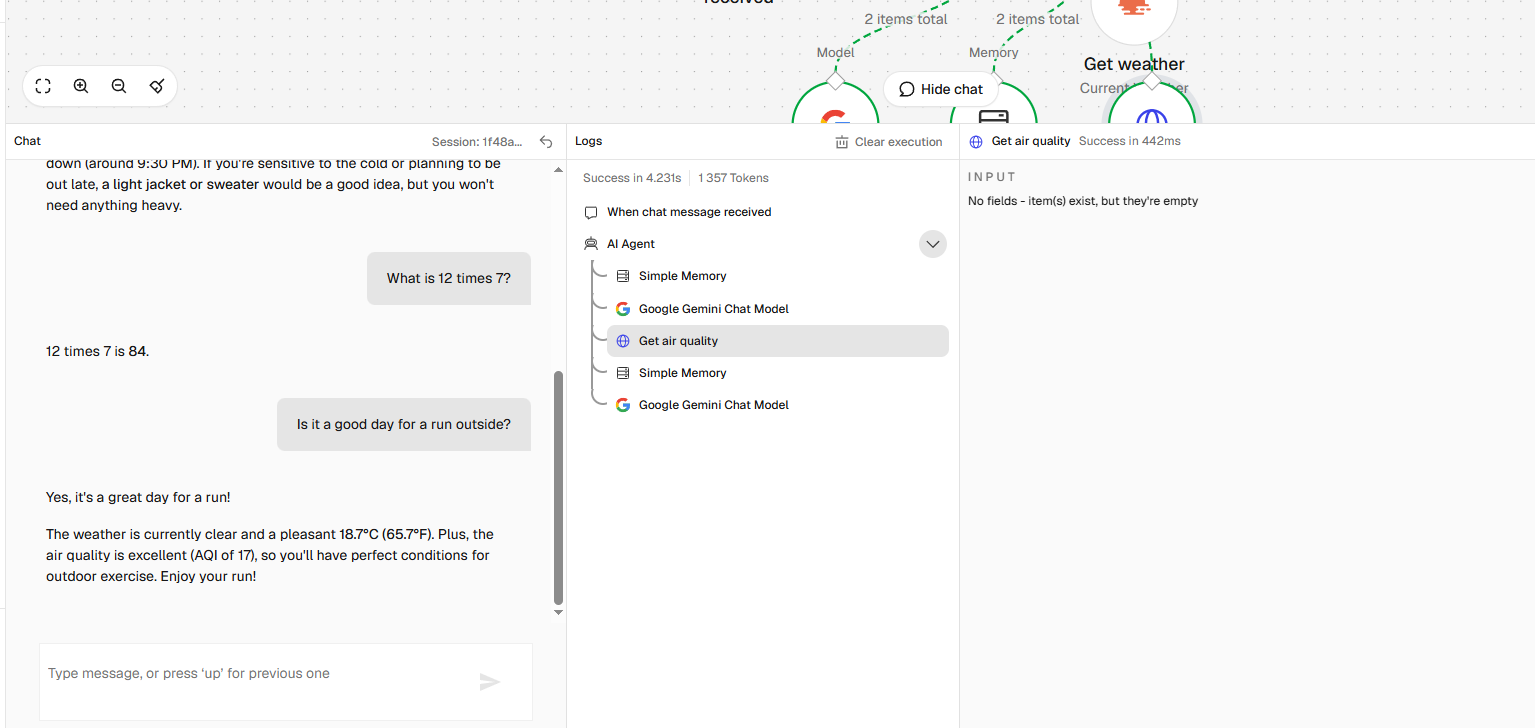 received
2 items total
2 items total
Model
Memory
Get weather
Hide chat
Chat
Session: 1f48a...
Logs
Clear execution
Get air quality
Success in 442ms
down (around 9:30 PM). If you're sensitive to the cold or planning to be
out late, a light jacket or sweater would be a good idea, but you won't
need anything heavy.
What is 12 times 7?
12 times 7 is 84.
Is it a good day for a run outside?
Yes, it's a great day for a run!
The weather is currently clear and a pleasant 18.7°C (65.7°F). Plus, the
air quality is excellent (AQI of 17), so you'll have perfect conditions for
outdoor exercise. Enjoy your run!
Type message, or press ‘up’ for previous one
Success in 4.231s
1 357 Tokens
When chat message received
AI Agent
Simple Memory
Google Gemini Chat Model
Get air quality
Simple Memory
Google Gemini Chat Model
INPUT
No fields - item(s) exist, but they're empty